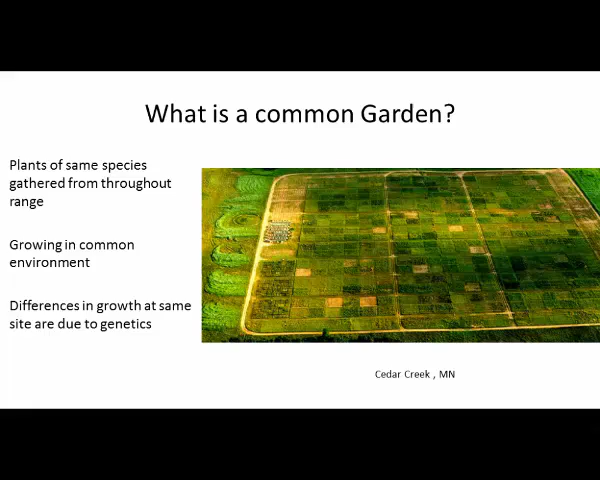 What is a common Garden?
Plants of same species
gathered from throughout
range
Growing in common
environment
Differences in growth at same
site are due to genetics
Cedar Creek , MN